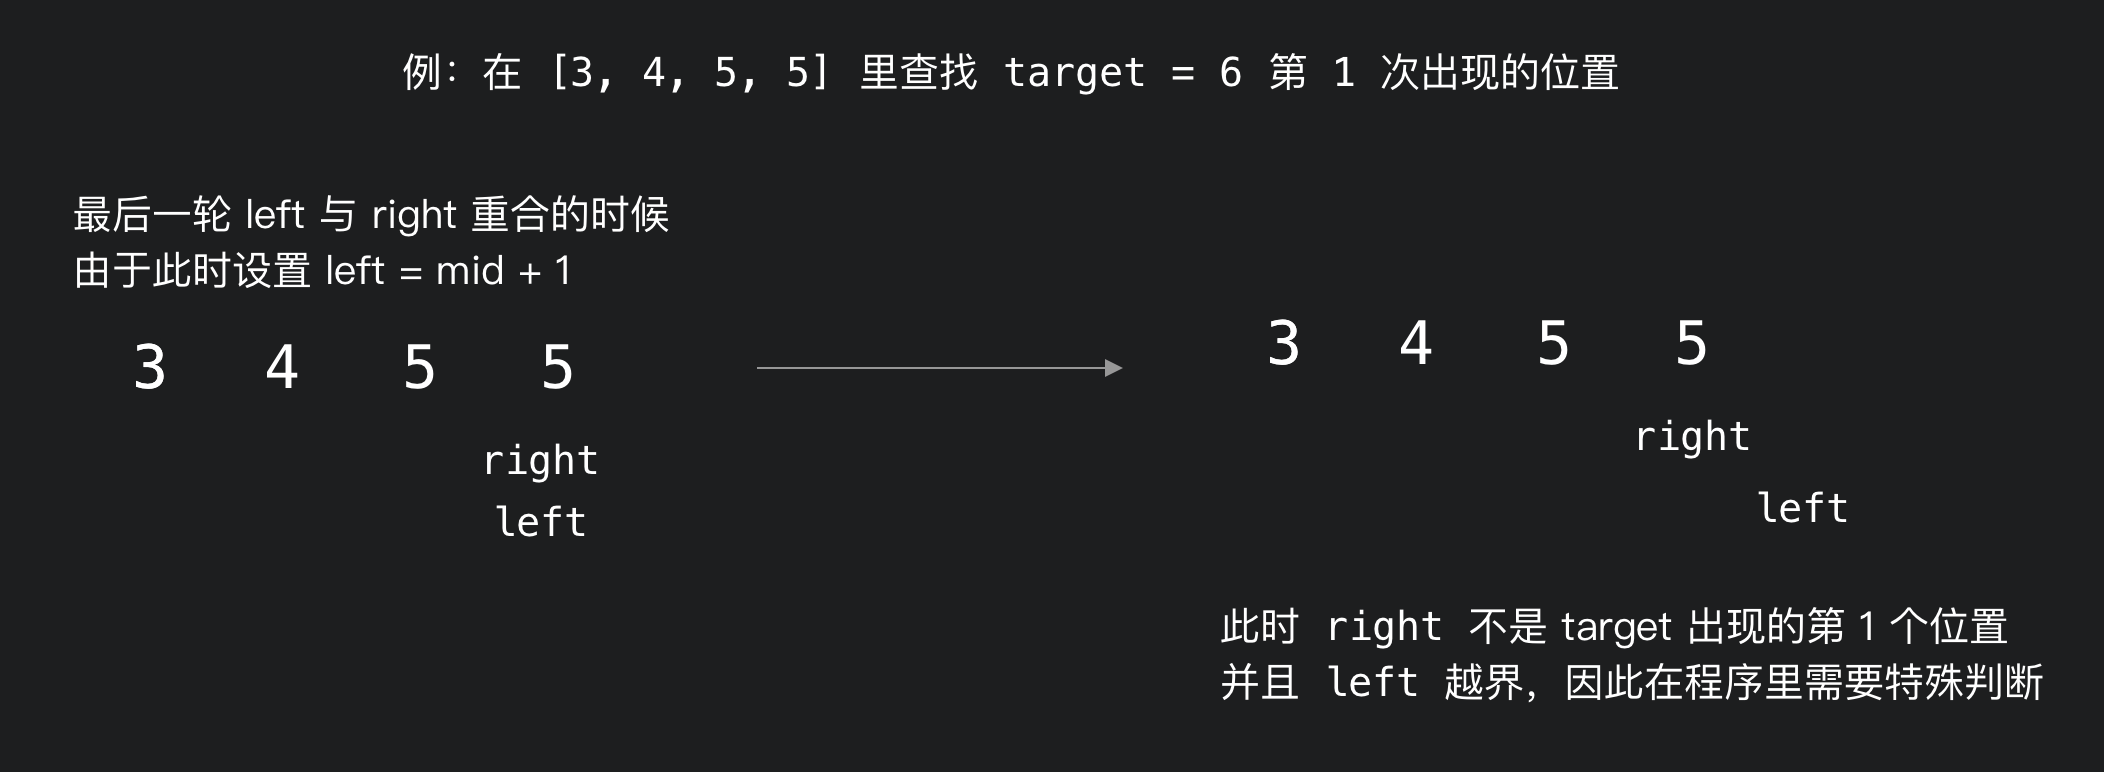 例：在 [3, 4, 5, 5] 里查找 target = 6 第 1 次出现的位置
最后一轮 left 与 right 重合的时候
由于此时设置 left = mid + 1
3 4 5 5
right
left
3 4 5 5
right
left
此时 right 不是 target 出现的第 1 个位置
并且 left 越界，因此在程序里需要特殊判断